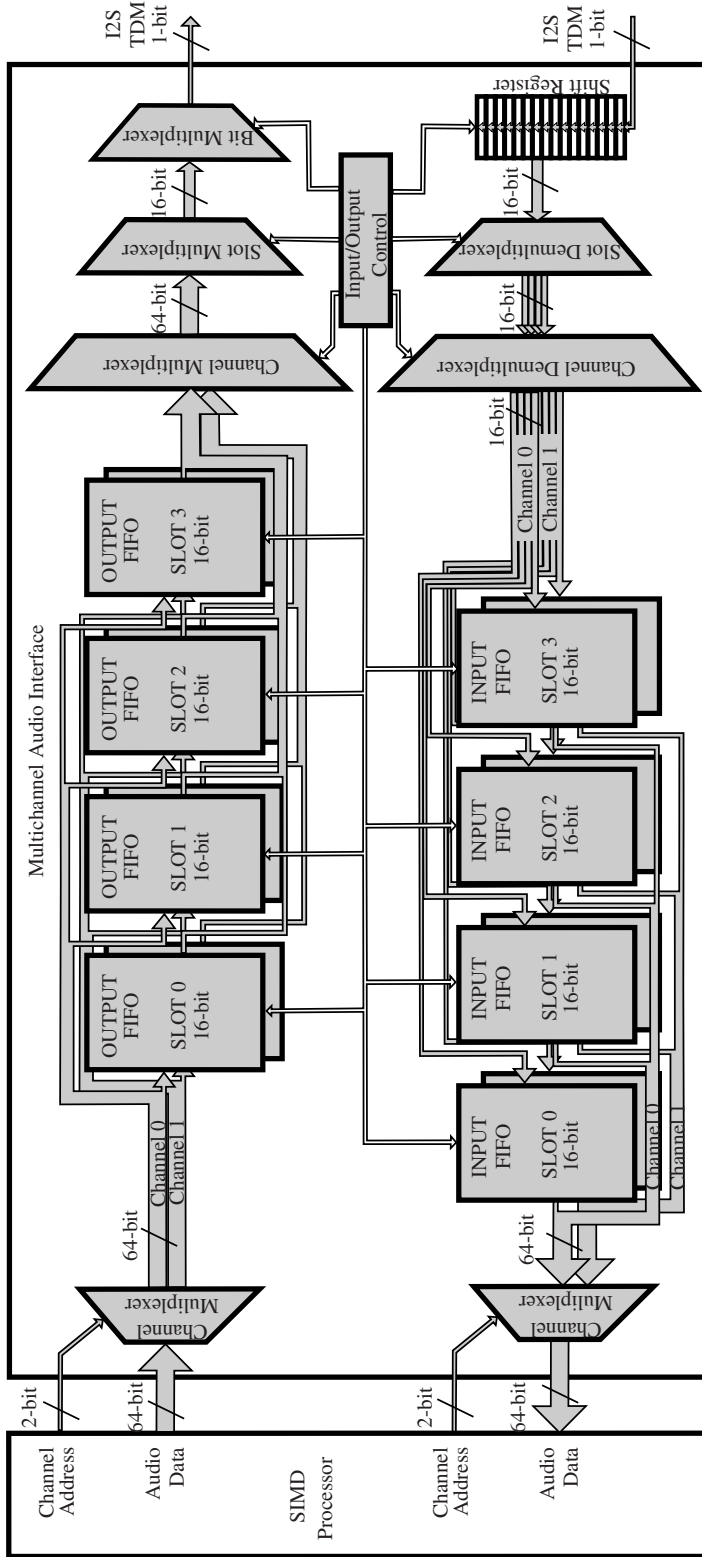 Multichannel Audio Interface
SIMD
Processor
Channel
Address
2-bit
Audio
Data
64-bit
Channel
Muliplexer
64-bit
Channel 0
Channel 1
OUTPUT
FIFO
SLOT 0
16-bit
OUTPUT
FIFO
SLOT 1
16-bit
OUTPUT
FIFO
SLOT 2
16-bit
OUTPUT
FIFO
SLOT 3
16-bit
Channel Multiplexer
64-bit
Slot Multiplexer
16-bit
Bit Multiplexer
I2S
TDM
1-bit
Input/Output
Control
Channel
Address
2-bit
Audio
Data
64-bit
Channel
Muliplexer
64-bit
Channel 0
Channel 1
INPUT
FIFO
SLOT 0
16-bit
INPUT
FIFO
SLOT 1
16-bit
INPUT
FIFO
SLOT 2
16-bit
INPUT
FIFO
SLOT 3
16-bit
Channel 0
Channel 1
16-bit
Channel Demultiplexer
16-bit
Slot Demultiplexer
16-bit
Shift Register
I2S
TDM
1-bit